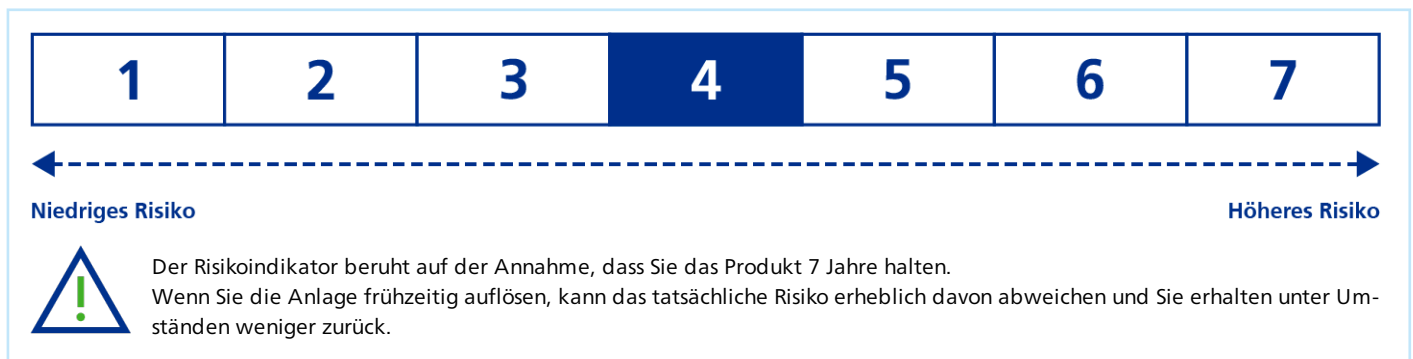 1 2 3 4 5 6 7
Niedriges Risiko Höheres Risiko
Der Risikoindikator beruht auf der Annahme, dass Sie das Produkt 7 Jahre halten.
Wenn Sie die Anlage frühzeitig auflösen, kann das tatsächliche Risiko erheblich davon abweichen und Sie erhalten unter Um-
ständen weniger zurück.